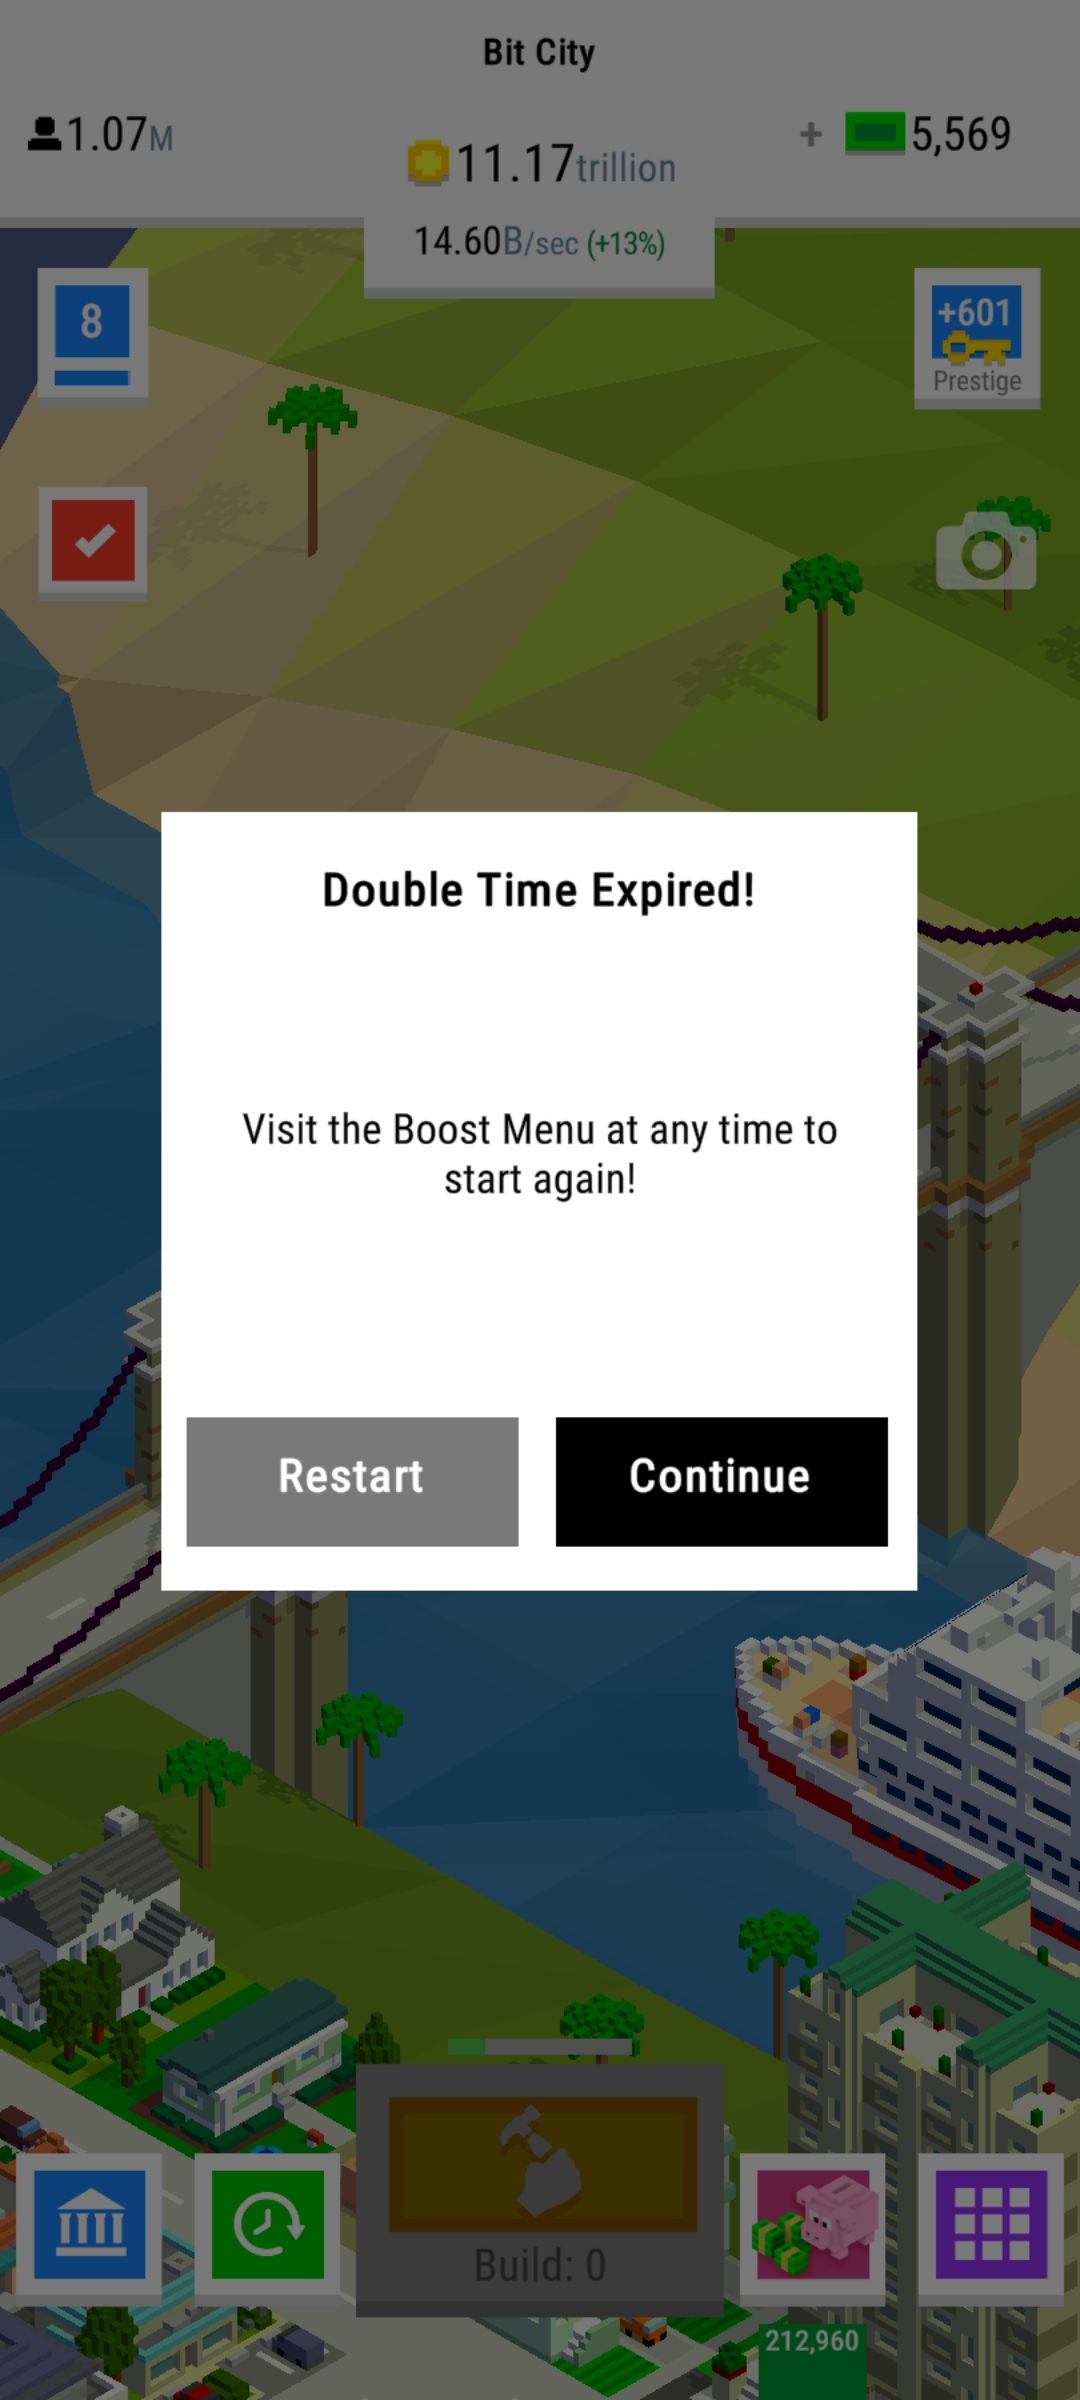 Bit City
1.07M
11.17trillion
+ 5,569
14.60B/sec (+13%)
8
+601
Prestige
Double Time Expired!
Visit the Boost Menu at any time to
start again!
Restart
Continue
Build: 0
212,960